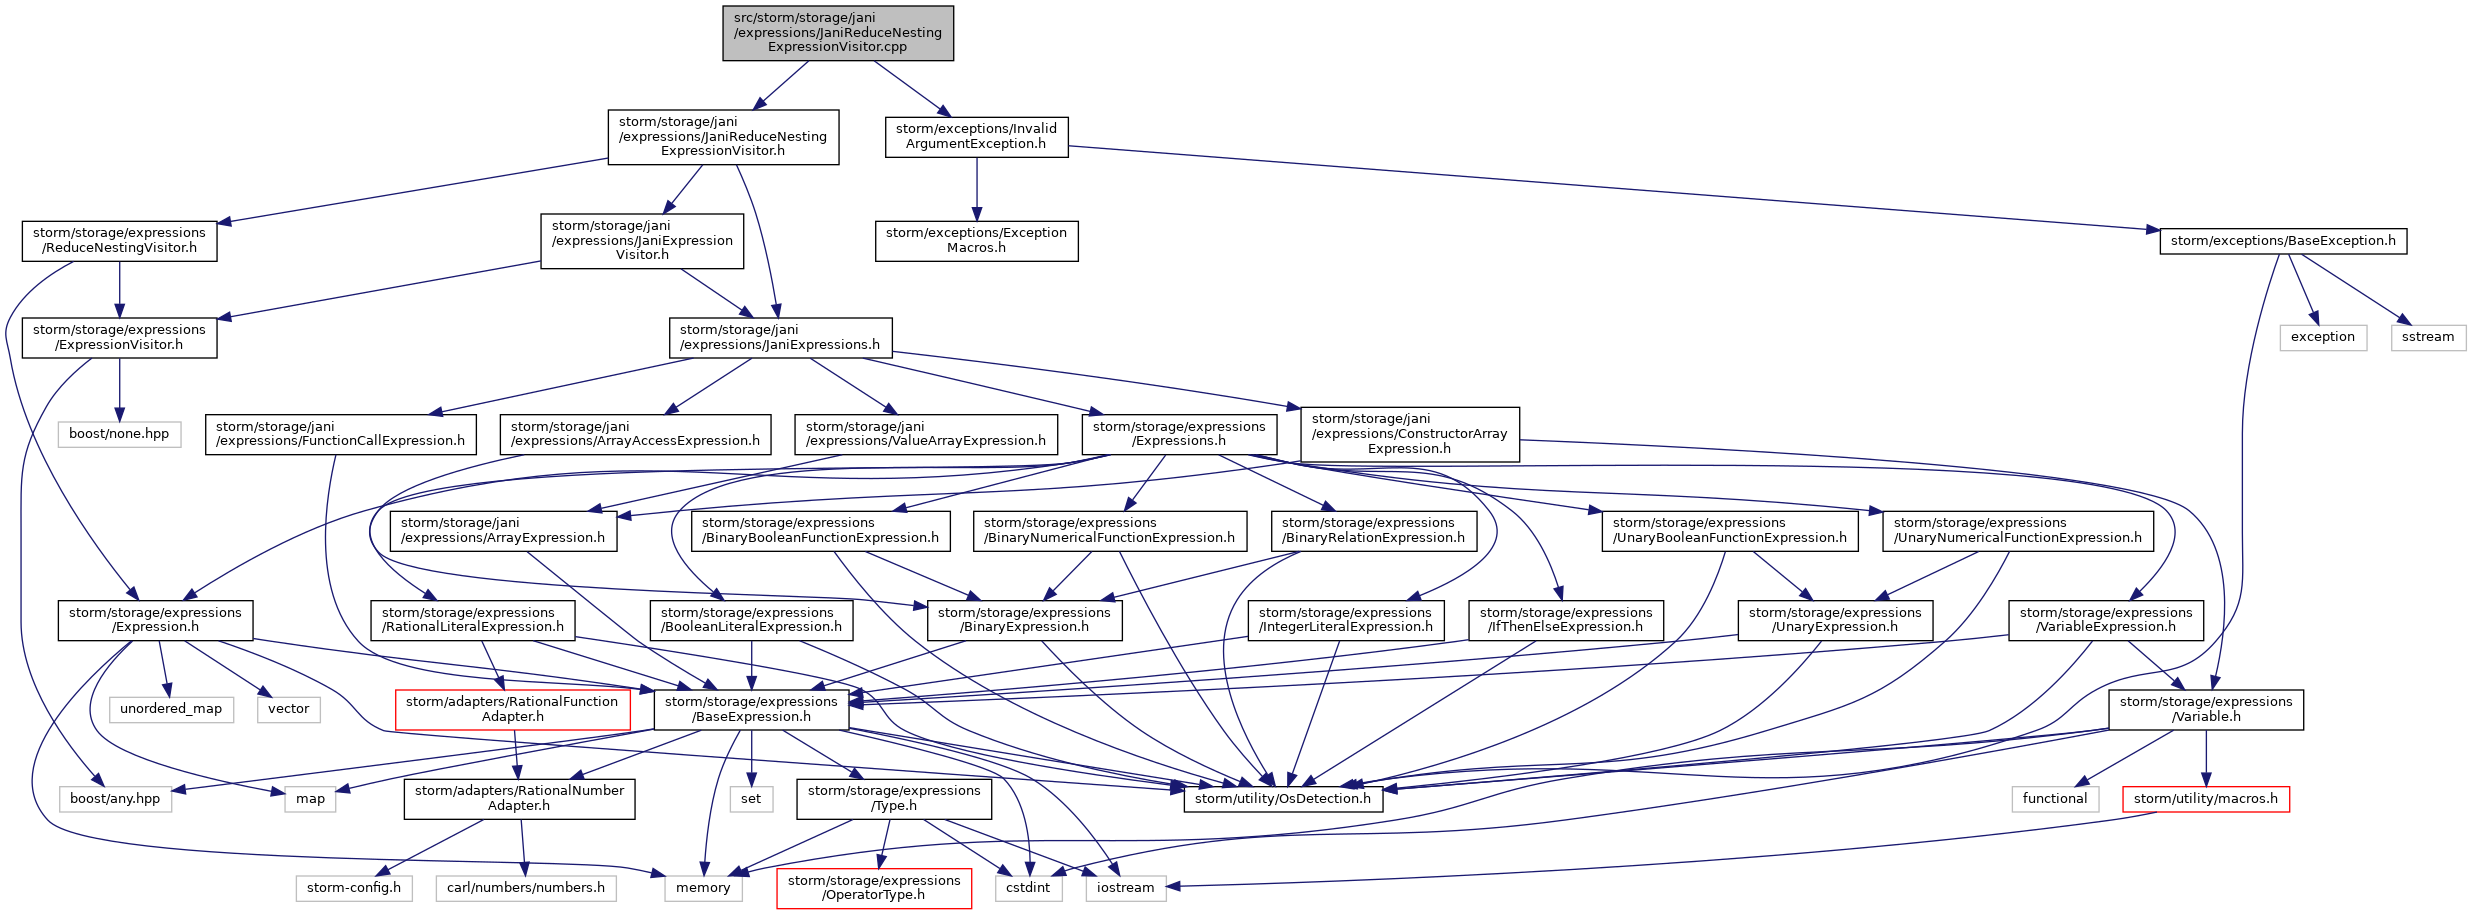 src/storm/storage/jani
/expressions/JaniReduceNesting
ExpressionVisitor.cpp
storm/storage/jani
/expressions/JaniReduceNesting
ExpressionVisitor.h
storm/exceptions/Invalid
ArgumentException.h
storm/storage/expressions
/ReduceNestingVisitor.h
storm/storage/jani
/expressions/JaniExpression
Visitor.h
storm/exceptions/Exception
Macros.h
storm/exceptions/BaseException.h
storm/storage/expressions
/ExpressionVisitor.h
storm/storage/jani
/expressions/JaniExpressions.h
exception
sstream
boost/none.hpp
storm/storage/jani
/expressions/FunctionCallExpression.h
storm/storage/jani
/expressions/ArrayAccessExpression.h
storm/storage/jani
/expressions/ValueArrayExpression.h
storm/storage/expressions
/Expressions.h
storm/storage/jani
/expressions/ConstructorArray
Expression.h
storm/storage/jani
/expressions/ArrayExpression.h
storm/storage/expressions
/BinaryBooleanFunctionExpression.h
storm/storage/expressions
/BinaryNumericalFunctionExpression.h
storm/storage/expressions
/BinaryRelationExpression.h
storm/storage/expressions
/UnaryBooleanFunctionExpression.h
storm/storage/expressions
/UnaryNumericalFunctionExpression.h
storm/storage/expressions
/Expression.h
storm/storage/expressions
/RationalLiteralExpression.h
storm/storage/expressions
/BooleanLiteralExpression.h
storm/storage/expressions
/BinaryExpression.h
storm/storage/expressions
/IntegerLiteralExpression.h
storm/storage/expressions
/IfThenElseExpression.h
storm/storage/expressions
/UnaryExpression.h
storm/storage/expressions
/VariableExpression.h
unordered_map
vector
storm/adapters/RationalFunction
Adapter.h
storm/storage/expressions
/BaseExpression.h
storm/storage/expressions
/Variable.h
boost/any.hpp
map
storm/adapters/RationalNumber
Adapter.h
set
storm/storage/expressions
/Type.h
storm/utility/OsDetection.h
functional
storm/utility/macros.h
storm-config.h
carl/numbers/numbers.h
memory
storm/storage/expressions
/OperatorType.h
cstdint
iostream